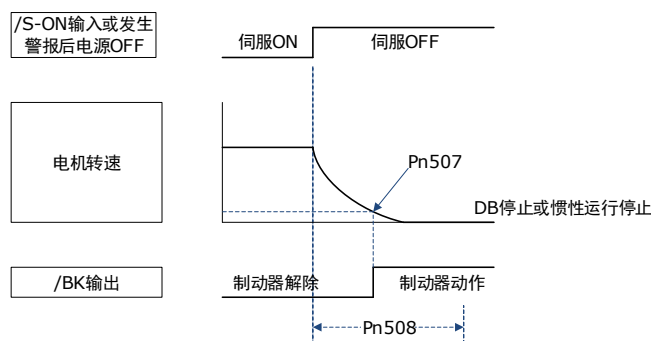 /S-ON输入或发生
警报后电源OFF
伺服ON
伺服OFF
电机转速
Pn507
DB停止或惯性运行停止
/BK输出
制动器解除
制动器动作
Pn508